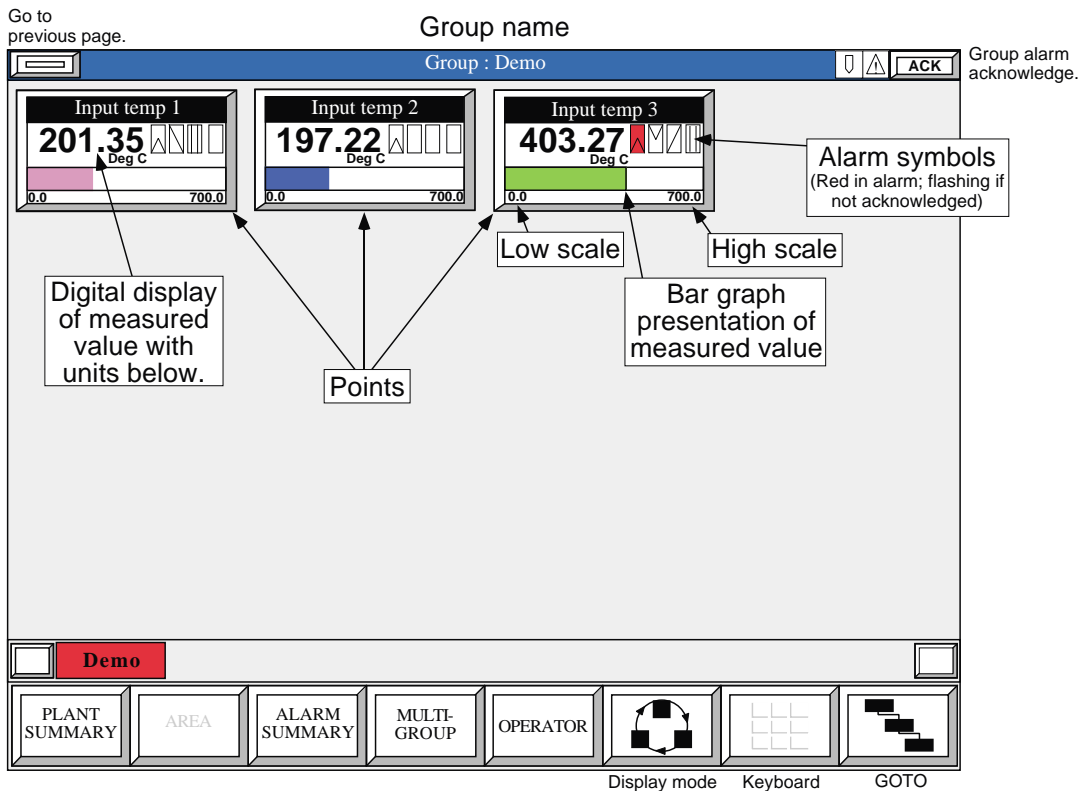 Go to
previous page.
Group name
Group : Demo
ACK
Group alarm
acknowledge.
Input temp 1
201.35
Deg C
0.0 700.0
Input temp 2
197.22
Deg C
0.0 700.0
Input temp 3
403.27
Deg C
0.0 700.0
Alarm symbols
(Red in alarm; flashing if
not acknowledged)
Low scale
High scale
Digital display
of measured
value with
units below.
Points
Bar graph
presentation of
measured value
Demo
PLANT
SUMMARY
AREA
ALARM
SUMMARY
MULTI-
GROUP
OPERATOR
Display mode
Keyboard
GOTO